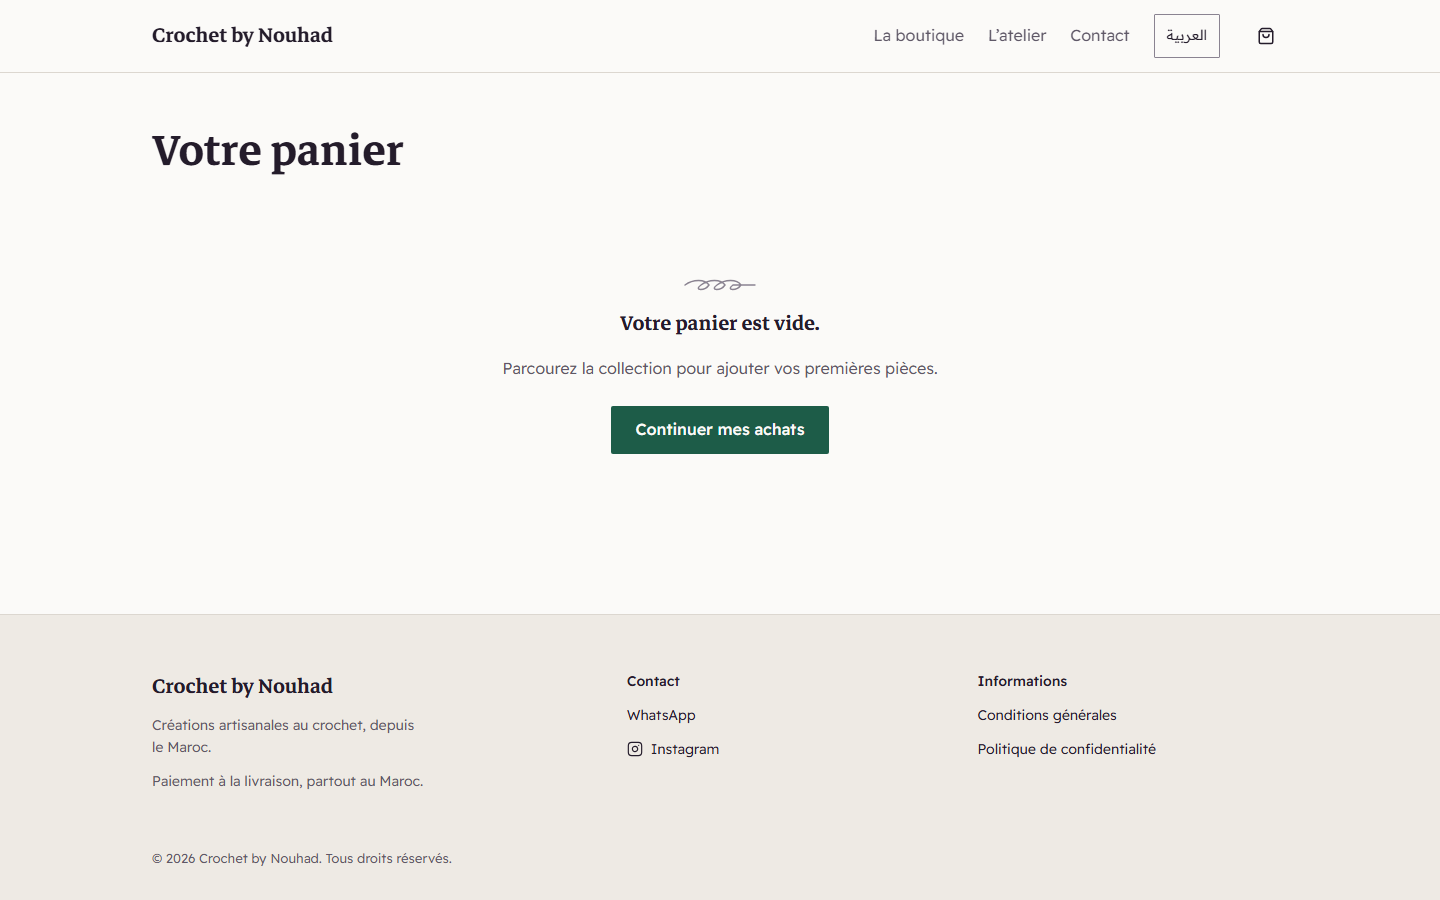 Crochet by Nouhad
La boutique
L’atelier
Contact
العربية
Votre panier
Votre panier est vide.
Parcourez la collection pour ajouter vos premières pièces.
Continuer mes achats
Crochet by Nouhad
Créations artisanales au crochet, depuis
le Maroc.
Paiement à la livraison, partout au Maroc.
Contact
WhatsApp
Instagram
Informations
Conditions générales
Politique de confidentialité
© 2026 Crochet by Nouhad. Tous droits réservés.